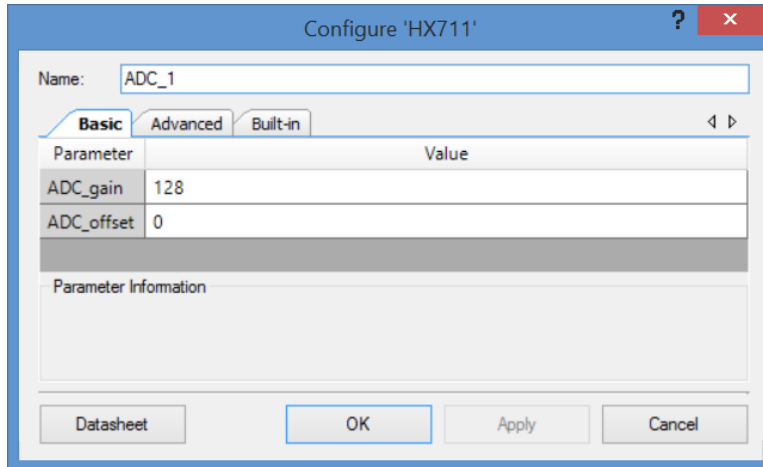 Configure 'HX711'
?
Name: ADC_1
Basic Advanced Built-in
Parameter Value
ADC_gain 128
ADC_offset 0
Parameter Information
Datasheet OK Apply Cancel